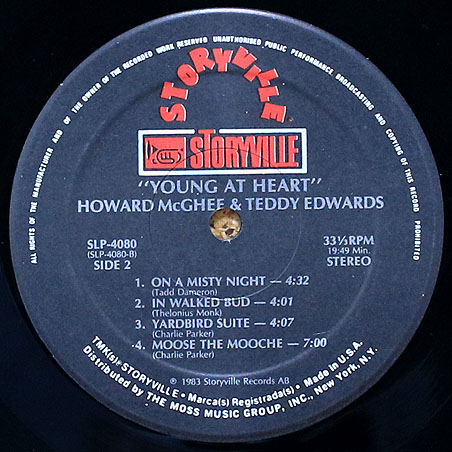 ALL RIGHTS OF THE MANUFACTURER AND OF THE OWNER OF THE RECORDED WORK RESERVED UNAUTHORISED PUBLIC PERFORMANCE BROADCASTING AND COPYING OF THIS RECORD PROHIBITED
STORYVILLE
STORYVILLE
"YOUNG AT HEART"
HOWARD McGHEE & TEDDY EDWARDS
SLP-4080
(SLP-4080-B)
SIDE 2
33⅓RPM
19:49 Min.
STEREO
1. ON A MISTY NIGHT — 4:32
(Tadd Dameron)
2. IN WALKED BUD — 4:01
(Thelonius Monk)
3. YARDBIRD SUITE — 4:07
(Charlie Parker)
4. MOOSE THE MOOCHE — 7:00
(Charlie Parker)
℗ 1983 Storyville Records AB
TMK(s)® STORYVILLE • Marca(s) Registrada(s) • Made in U.S.A.
Distributed by THE MOSS MUSIC GROUP, INC., New York, N.Y.